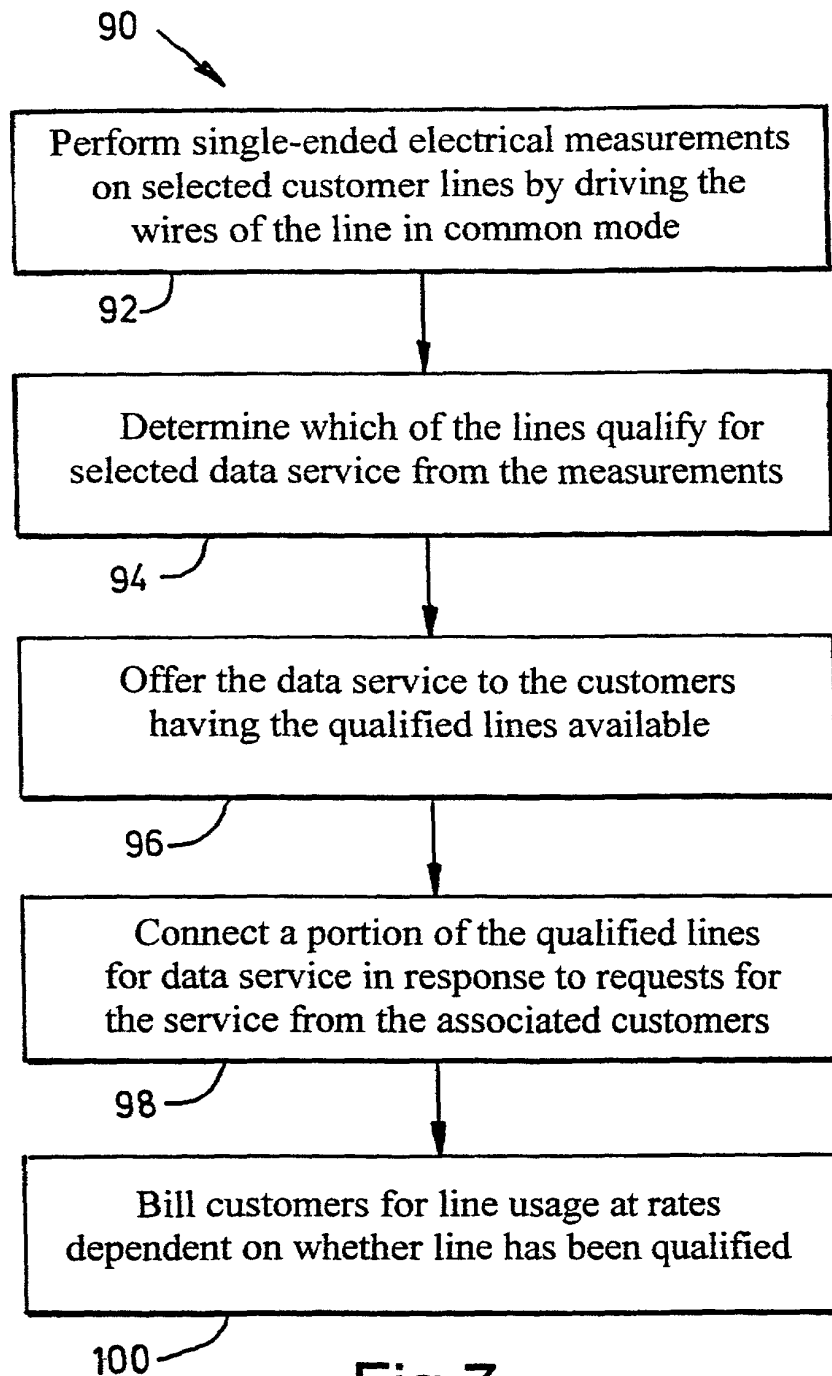 90
Perform single-ended electrical measurements
on selected customer lines by driving the
wires of the line in common mode
92
Determine which of the lines qualify for
selected data service from the measurements
94
Offer the data service to the customers
having the qualified lines available
96
Connect a portion of the qualified lines
for data service in response to requests for
the service from the associated customers
98
Bill customers for line usage at rates
dependent on whether line has been qualified
100